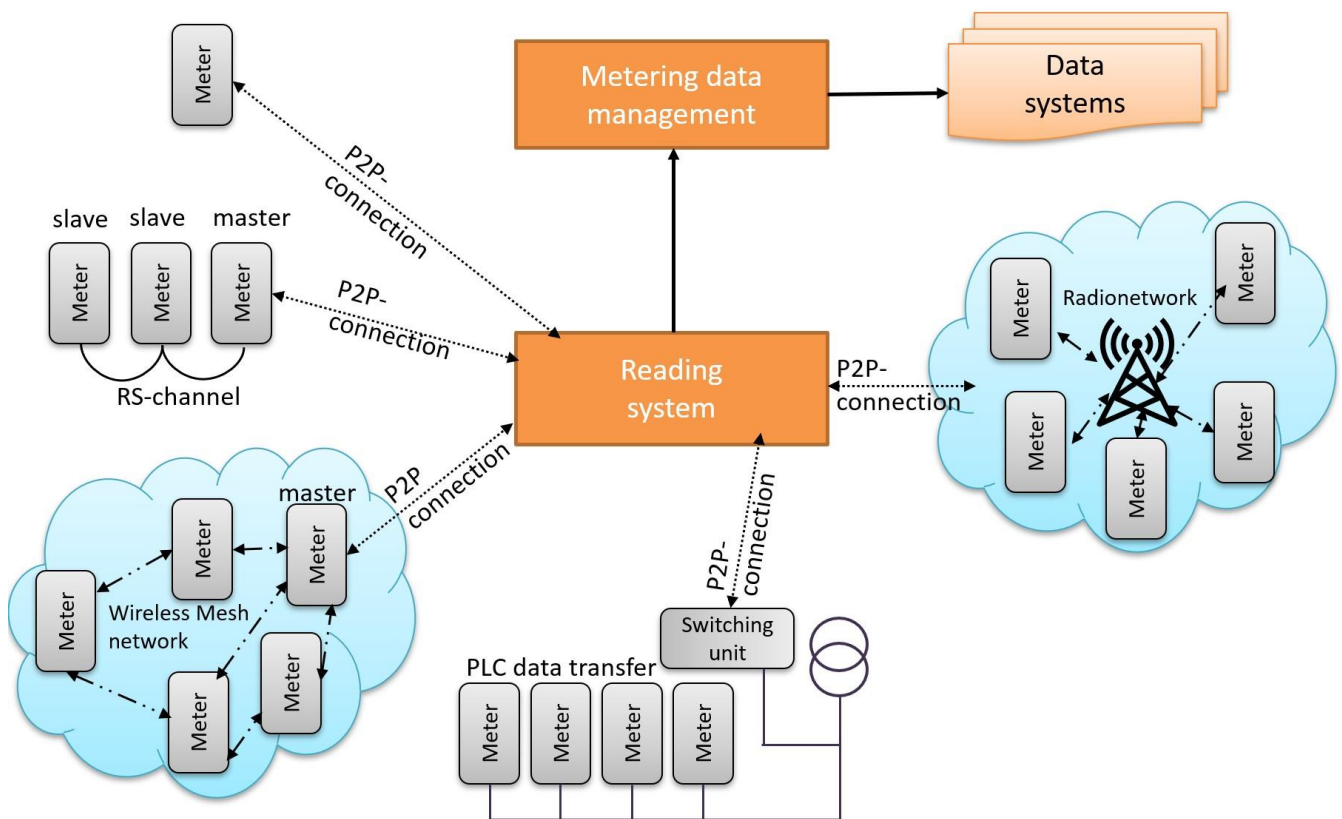 Meter
Metering data
management
Data
systems
P2P-
connection
slave
slave
master
Meter
Meter
Meter
RS-channel
P2P-
connection
Reading
system
P2P-
connection
Radionetwork
Meter
Meter
Meter
Meter
Meter
P2P
connection
master
Meter
Meter
Meter
Wireless Mesh
network
Meter
Meter
P2P-
connection
Switching
unit
PLC data transfer
Meter
Meter
Meter
Meter